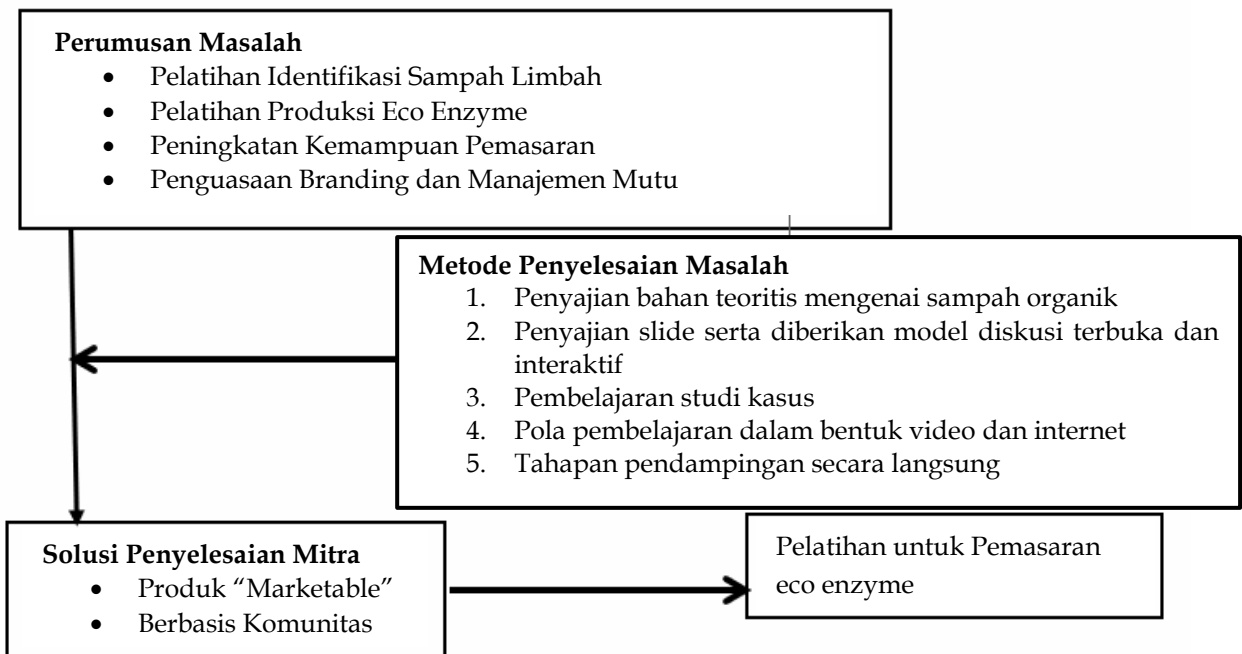 Perumusan Masalah
• Pelatihan Identifikasi Sampah Limbah
• Pelatihan Produksi Eco Enzyme
• Peningkatan Kemampuan Pemasaran
• Penguasaan Branding dan Manajemen Mutu
Metode Penyelesaian Masalah
1. Penyajian bahan teoritis mengenai sampah organik
2. Penyajian slide serta diberikan model diskusi terbuka dan
interaktif
3. Pembelajaran studi kasus
4. Pola pembelajaran dalam bentuk video dan internet
5. Tahapan pendampingan secara langsung
Solusi Penyelesaian Mitra
• Produk “Marketable”
• Berbasis Komunitas
Pelatihan untuk Pemasaran
eco enzyme